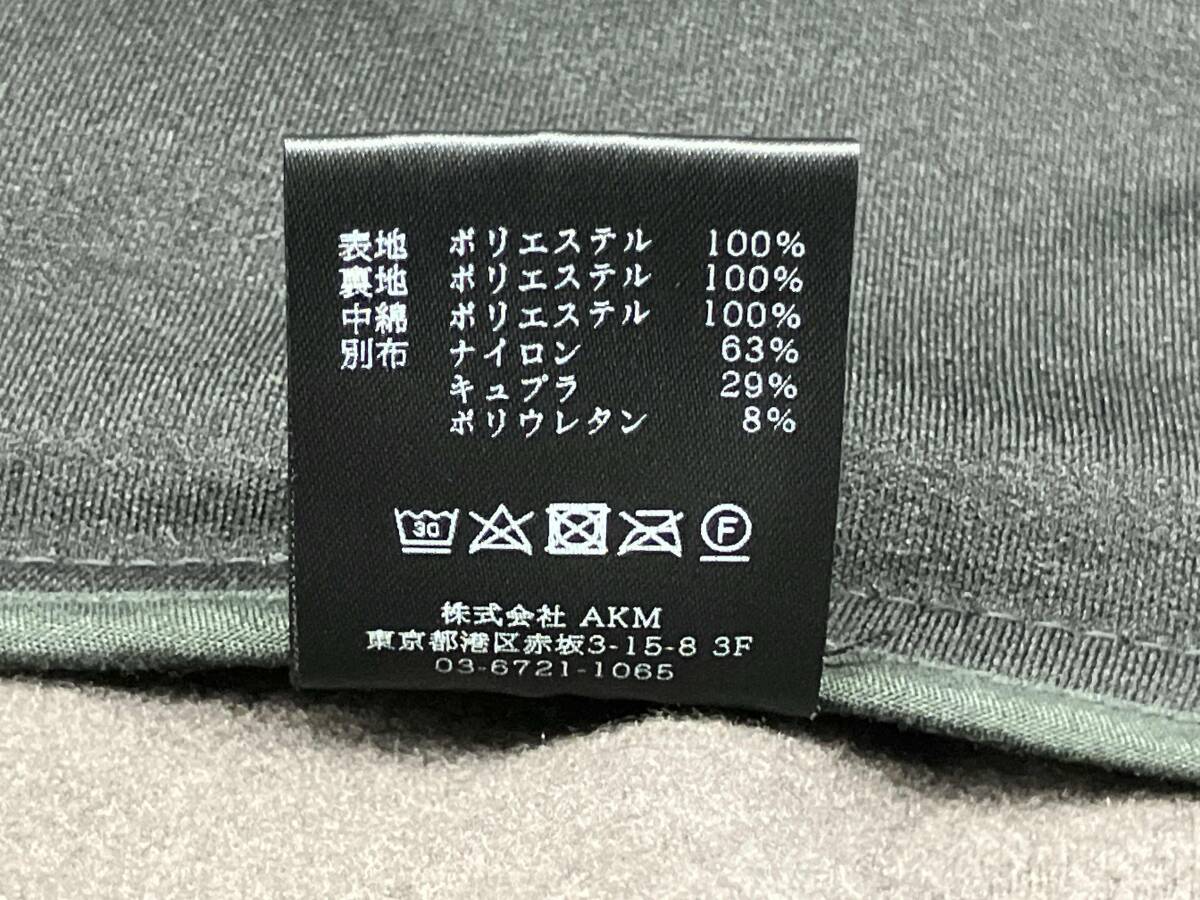 表地 ポリエステル 100%
裏地 ポリエステル 100%
中綿 ポリエステル 100%
別布 ナイロン 63%
キュプラ 29%
ポリウレタン 8%
30 F
株式会社 AKM
東京都港区赤坂3-15-8 3F
03-6721-1065